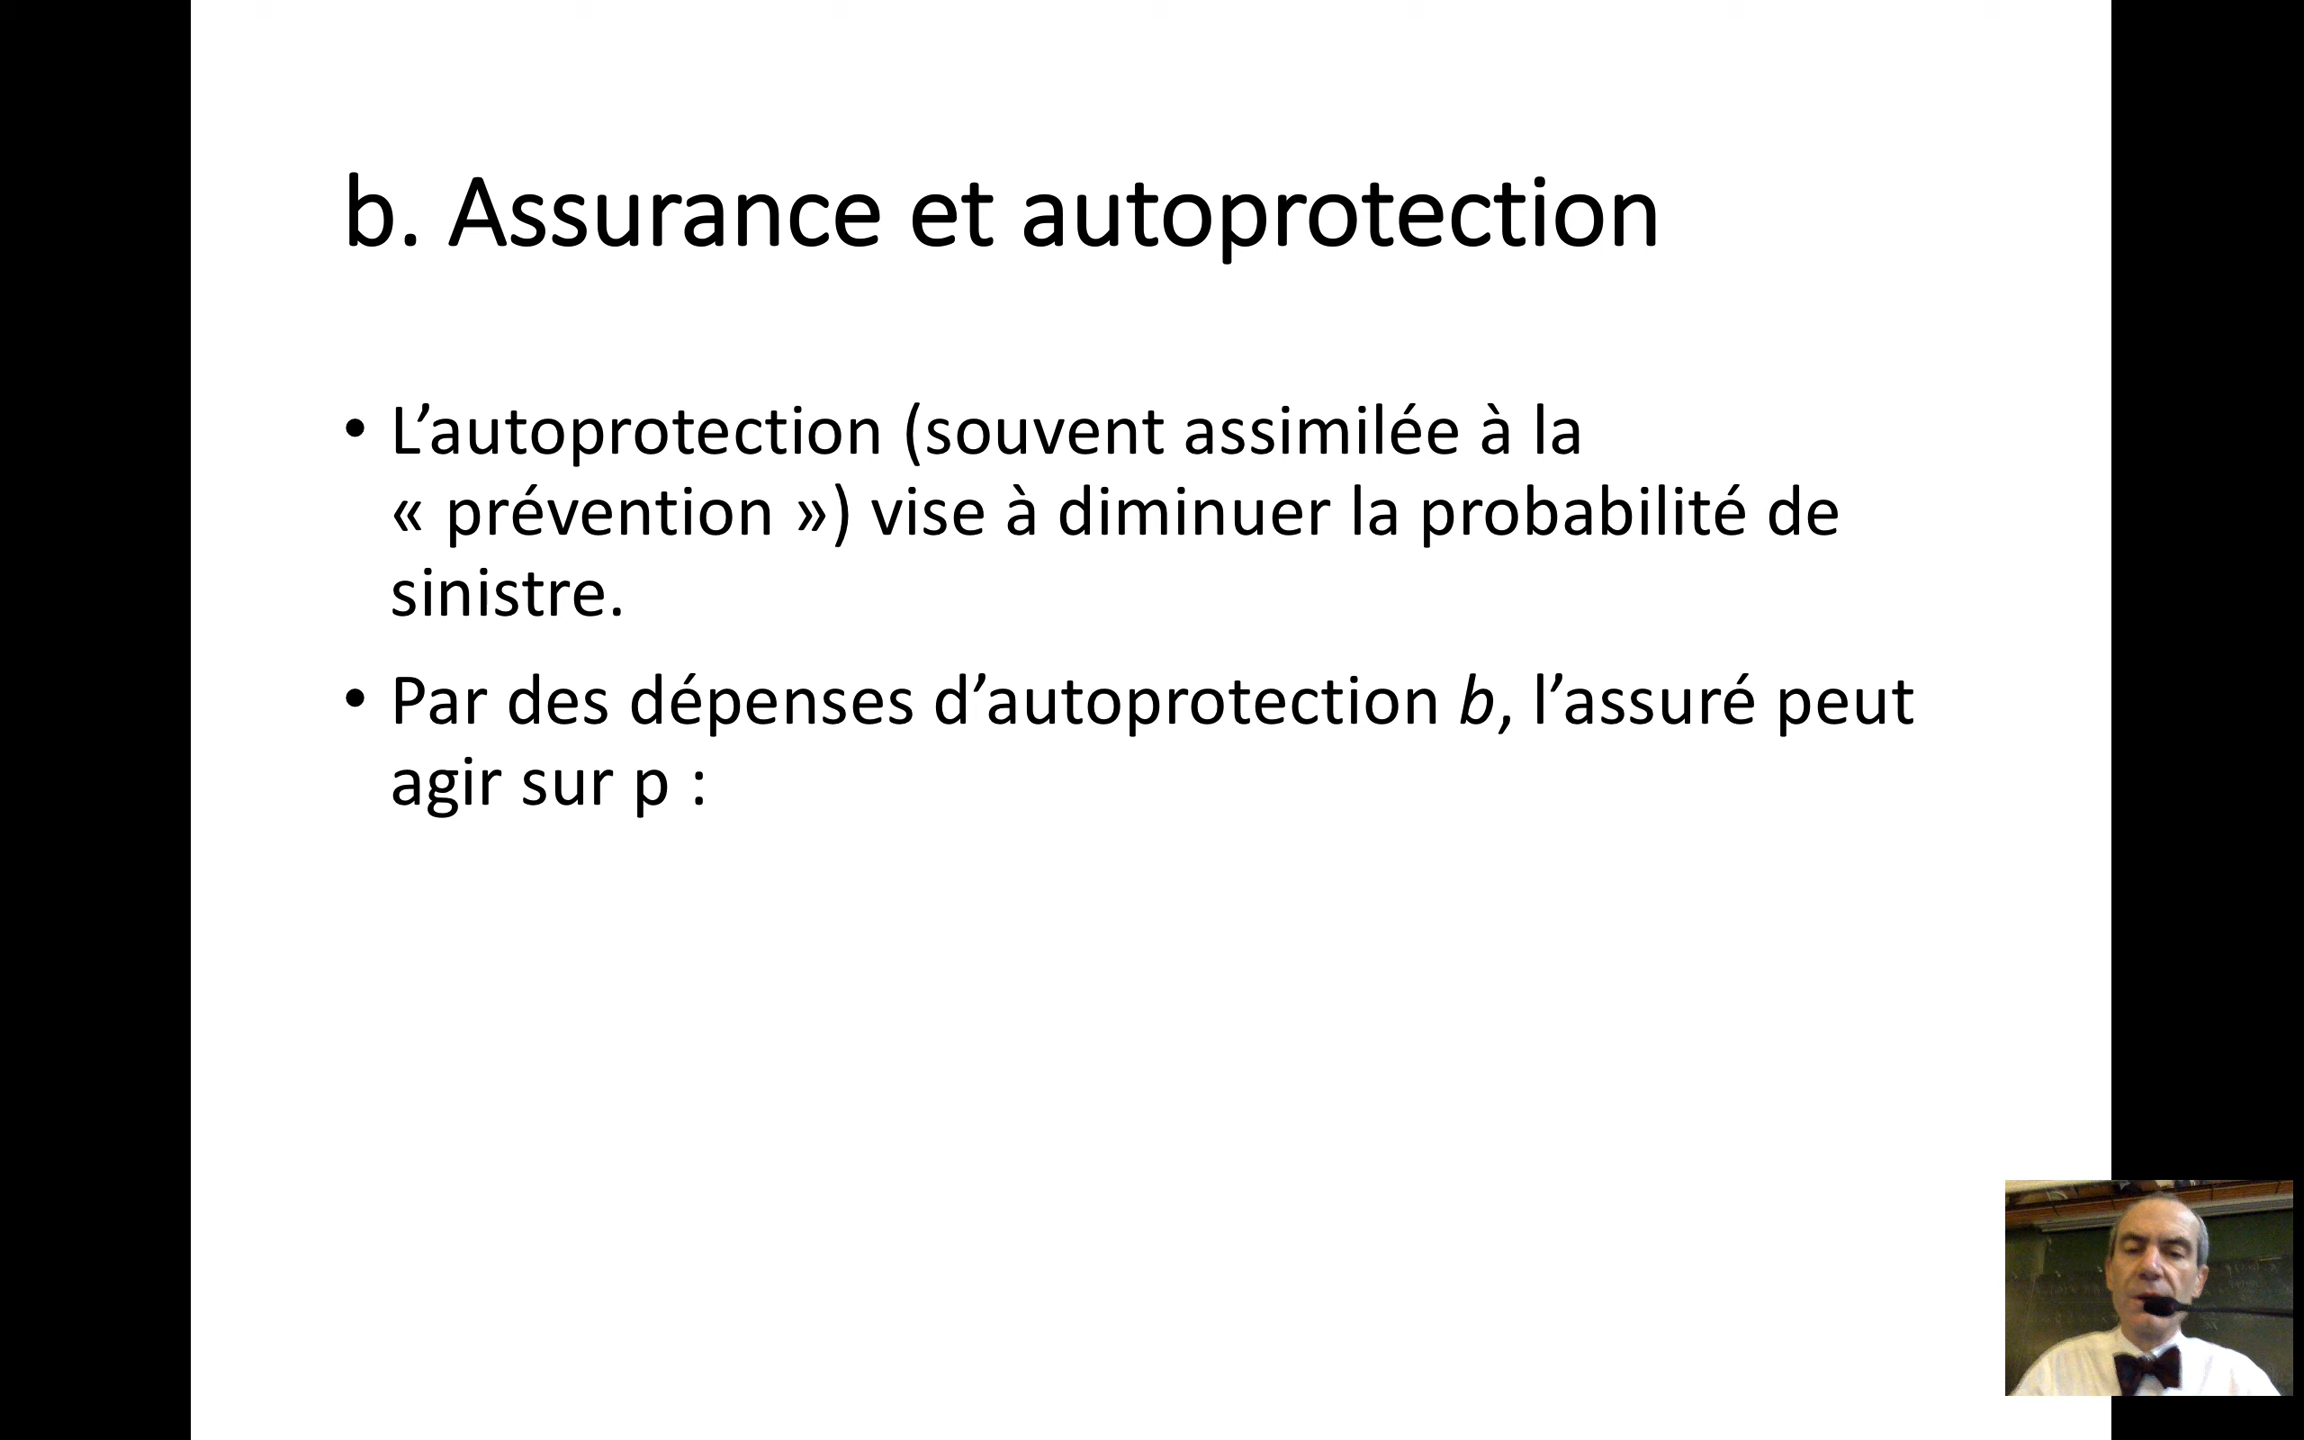 b. Assurance et autoprotection
• L’autoprotection (souvent assimilée à la
« prévention ») vise à diminuer la probabilité de
sinistre.
• Par des dépenses d’autoprotection b, l’assuré peut
agir sur p :